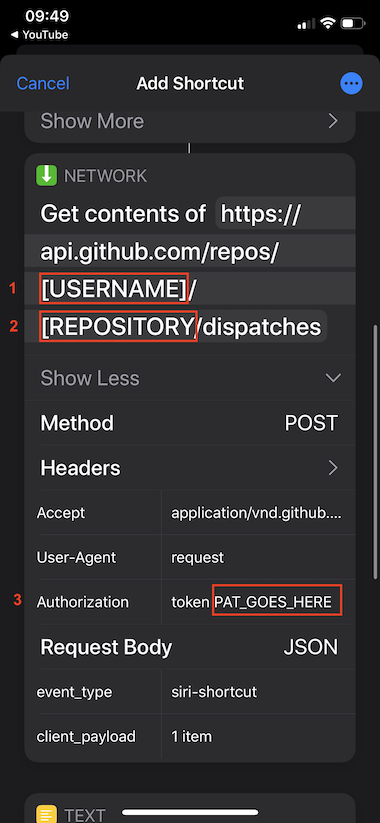 09:49
◀ YouTube
Cancel Add Shortcut
Show More
NETWORK
Get contents of https://
api.github.com/repos/
1 [USERNAME]/
2 [REPOSITORY/dispatches
Show Less
Method POST
Headers
Accept application/vnd.github....
User-Agent request
3 Authorization token PAT_GOES_HERE
Request Body JSON
event_type siri-shortcut
client_payload 1 item
TEXT